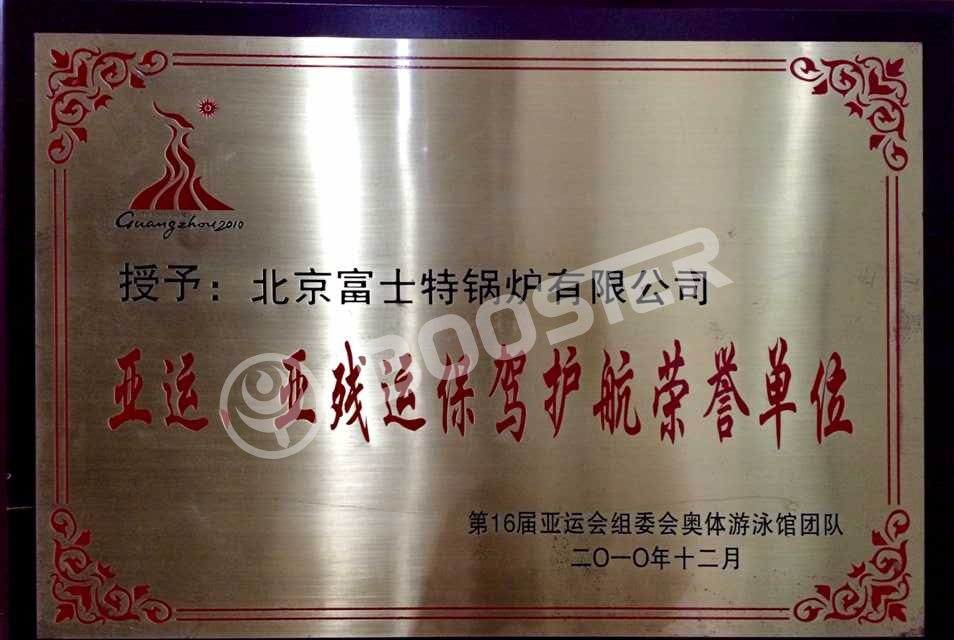 Guangzhou2010
授予：北京富士特锅炉有限公司
亚运、亚残运保驾护航荣誉单位
ROOSTAR
第16届亚运会组委会奥体游泳馆团队
二〇一〇年十二月